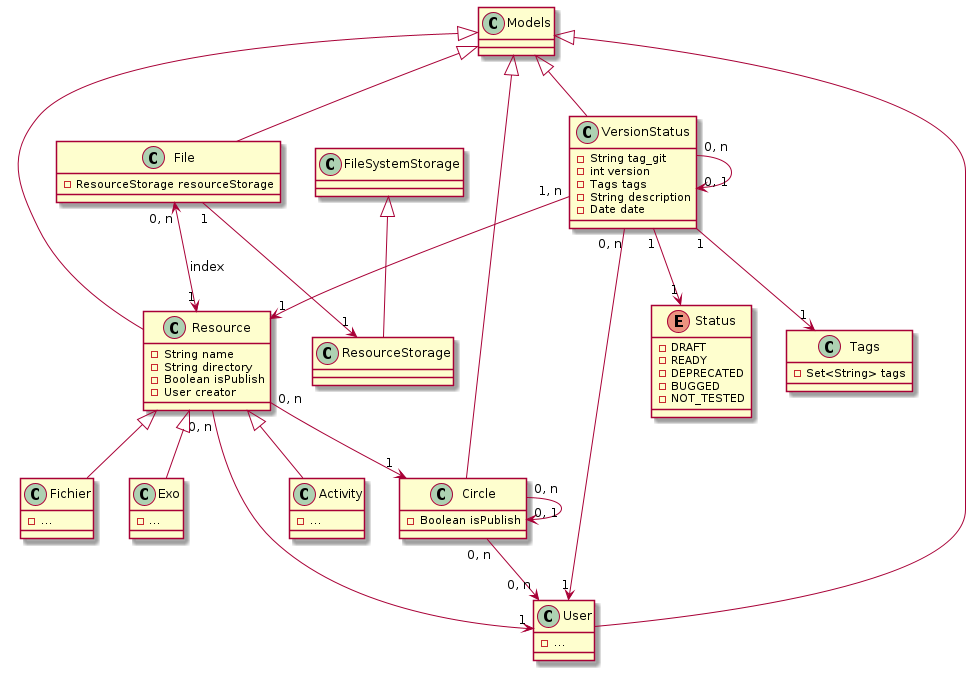 C Models
C VersionStatus
String tag_git
int version
Tags tags
String description
Date date
0, n
0, 1
C File
ResourceStorage resourceStorage
C FileSystemStorage
1, n
0, n
1
0, n
1
1
index
1
1
1
1
1
C Resource
String name
String directory
Boolean isPublish
User creator
C ResourceStorage
E Status
DRAFT
READY
DEPRECATED
BUGGED
NOT_TESTED
C Tags
Set<String> tags
0, n
0, n
1
C Fichier
...
C Exo
...
C Activity
...
C Circle
Boolean isPublish
0, n
0, 1
0, n
0, n
1
1
C User
...